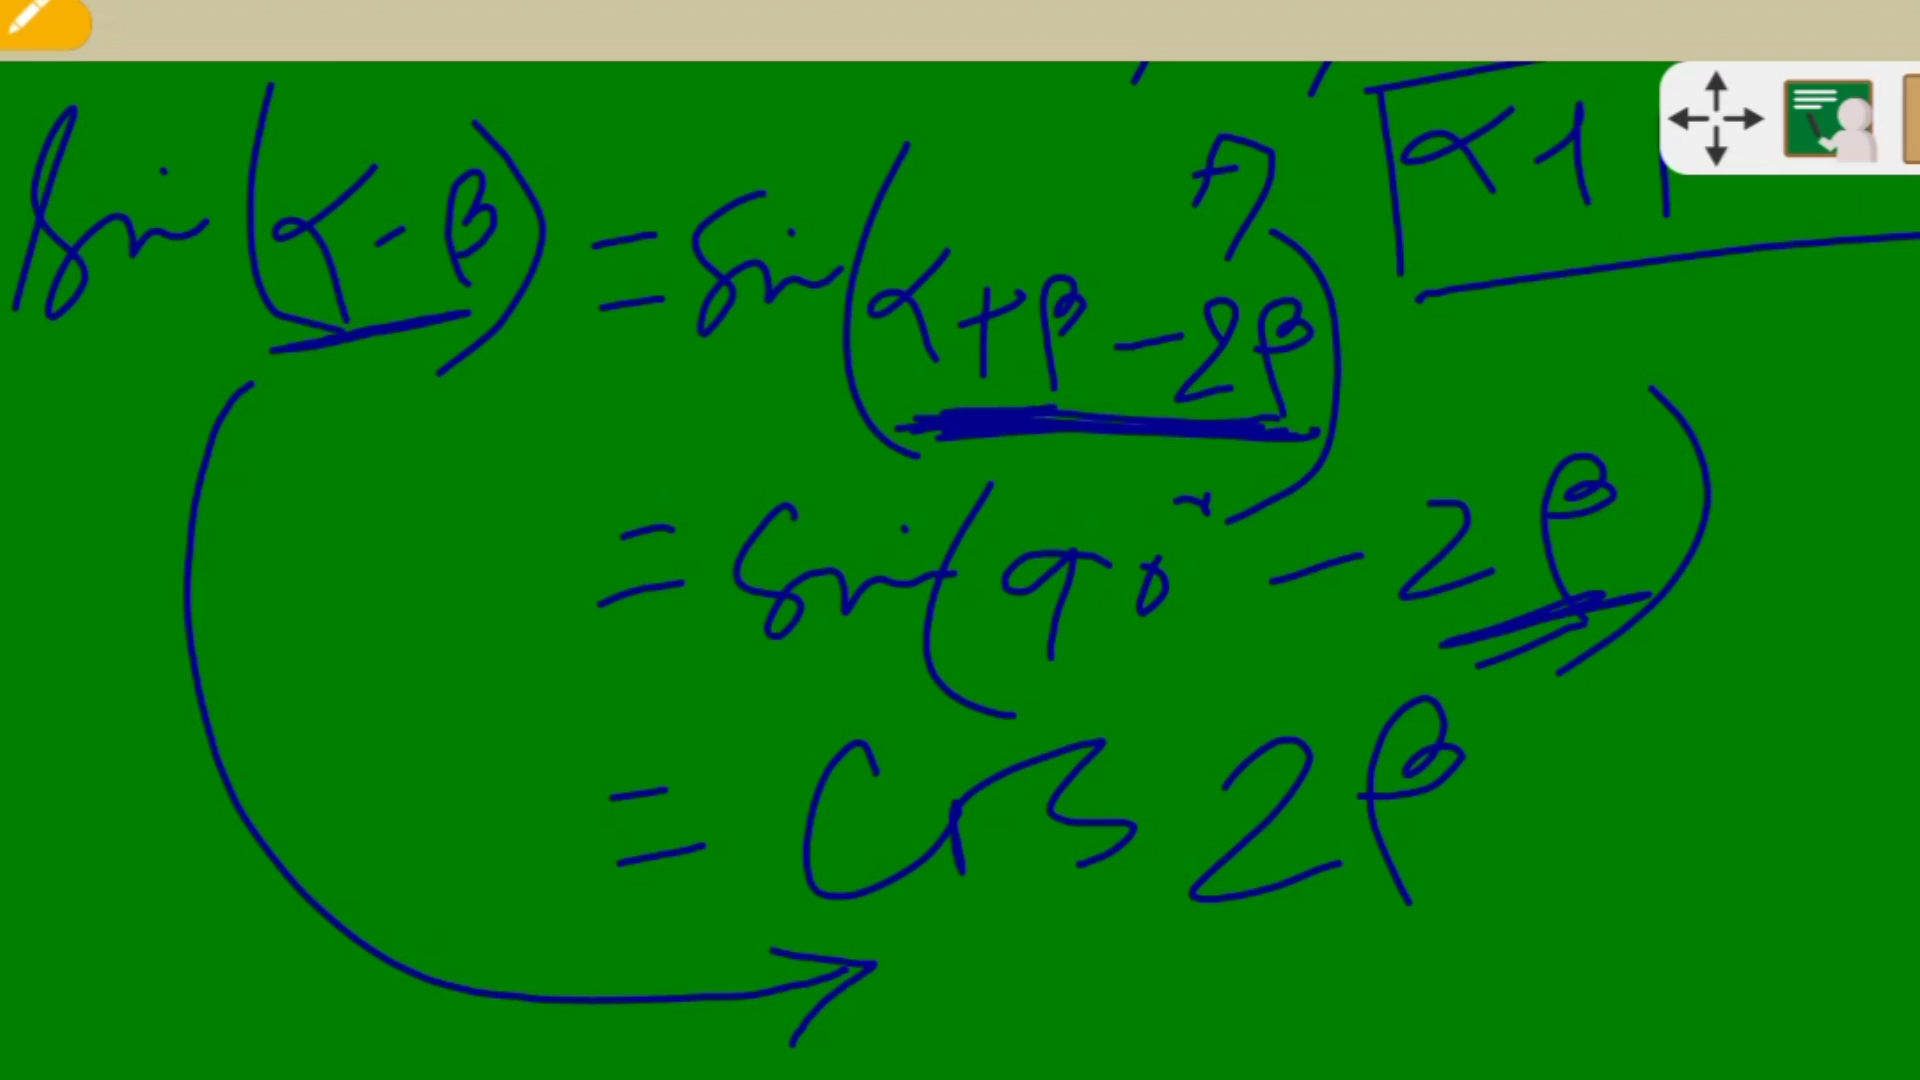 sin(α-β) = sin(α+β-2β)
= sin(90-2β)
= cos 2β